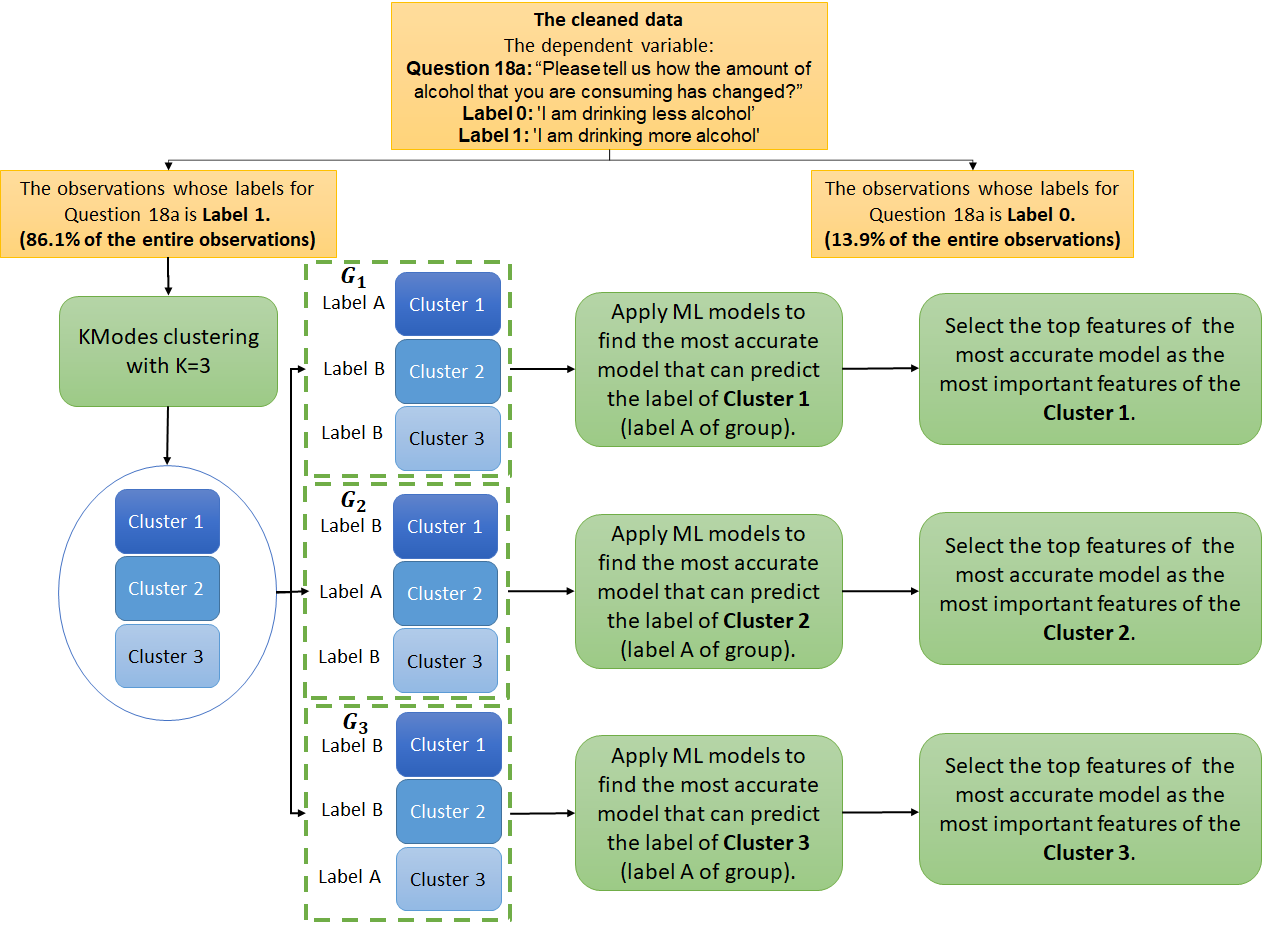 The cleaned data
The dependent variable:
Question 18a: “Please tell us how the amount of
alcohol that you are consuming has changed?”
Label 0: 'I am drinking less alcohol’
Label 1: 'I am drinking more alcohol'
The observations whose labels for
Question 18a is Label 1.
(86.1% of the entire observations)
The observations whose labels for
Question 18a is Label 0.
(13.9% of the entire observations)
KModes clustering
with K=3
Cluster 1
Cluster 2
Cluster 3
G1
Label A
Cluster 1
Label B
Cluster 2
Label B
Cluster 3
Apply ML models to
find the most accurate
model that can predict
the label of Cluster 1
(label A of group).
Select the top features of the
most accurate model as the
most important features of the
Cluster 1.
G2
Label B
Cluster 1
Label A
Cluster 2
Label B
Cluster 3
Apply ML models to
find the most accurate
model that can predict
the label of Cluster 2
(label A of group).
Select the top features of the
most accurate model as the
most important features of the
Cluster 2.
G3
Label B
Cluster 1
Label B
Cluster 2
Label A
Cluster 3
Apply ML models to
find the most accurate
model that can predict
the label of Cluster 3
(label A of group).
Select the top features of the
most accurate model as the
most important features of the
Cluster 3.